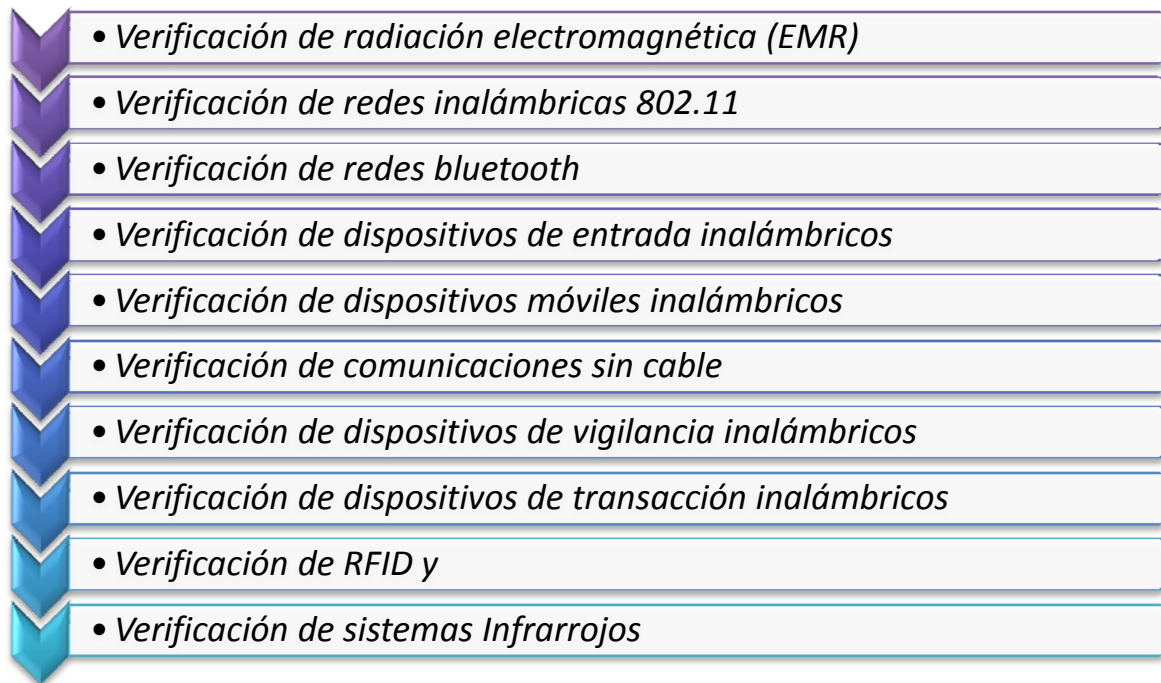 • Verificación de radiación electromagnética (EMR)
• Verificación de redes inalámbricas 802.11
• Verificación de redes bluetooth
• Verificación de dispositivos de entrada inalámbricos
• Verificación de dispositivos móviles inalámbricos
• Verificación de comunicaciones sin cable
• Verificación de dispositivos de vigilancia inalámbricos
• Verificación de dispositivos de transacción inalámbricos
• Verificación de RFID y
• Verificación de sistemas Infrarrojos